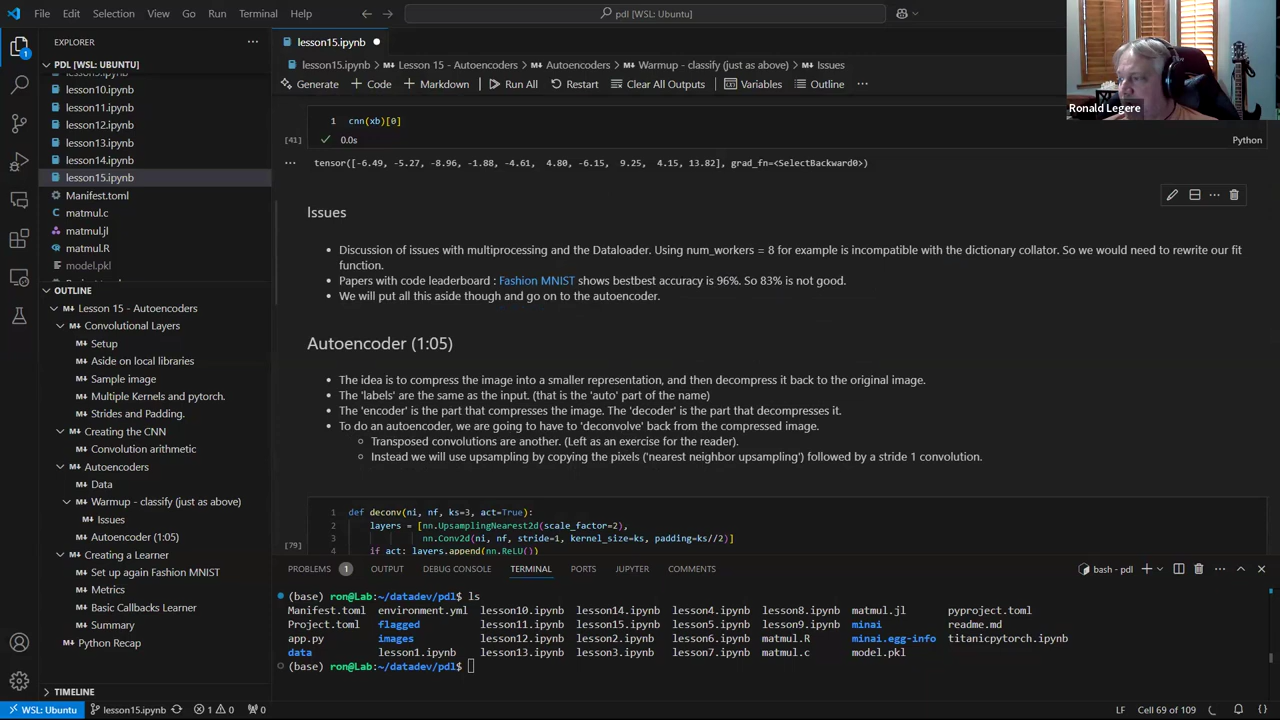 File Edit Selection View Go Run Terminal Help
pdl [WSL: Ubuntu]
EXPLORER
PDL [WSL: UBUNTU]
lesson10.ipynb
lesson11.ipynb
lesson12.ipynb
lesson13.ipynb
lesson14.ipynb
lesson15.ipynb
Manifest.toml
matmul.c
matmul.jl
matmul.R
model.pkl
OUTLINE
Lesson 15 - Autoencoders
Convolutional Layers
Setup
Aside on local libraries
Sample image
Multiple Kernels and pytorch.
Strides and Padding.
Creating the CNN
Convolution arithmetic
Autoencoders
Data
Warmup - classify (just as above)
Issues
Autoencoder (1:05)
Creating a Learner
Set up again Fashion MNIST
Metrics
Basic Callbacks Learner
Summary
Python Recap
TIMELINE
lesson15.ipynb
lesson15.ipynb > Lesson 15 - Autoencoders > Autoencoders > Warmup - classify (just as above) > Issues
Generate + Code + Markdown Run All Restart Clear All Outputs Variables Outline ...
Ronald Legere
1 cnn(xb)[0]
[41] 0.0s Python
tensor([-6.49, -5.27, -8.96, -1.88, -4.61, 4.80, -6.15, 9.25, 4.15, 13.82], grad_fn=<SelectBackward0>)
Issues
• Discussion of issues with multiprocessing and the Dataloader. Using num_workers = 8 for example is incompatible with the dictionary collator. So we would need to rewrite our fit
function.
• Papers with code leaderboard : Fashion MNIST shows bestbest accuracy is 96%. So 83% is not good.
• We will put all this aside though and go on to the autoencoder.
Autoencoder (1:05)
• The idea is to compress the image into a smaller representation, and then decompress it back to the original image.
• The 'labels' are the same as the input. (that is the 'auto' part of the name)
• The 'encoder' is the part that compresses the image. The 'decoder' is the part that decompresses it.
• To do an autoencoder, we are going to have to 'deconvolve' back from the compressed image.
Transposed convolutions are another. (Left as an exercise for the reader).
Instead we will use upsampling by copying the pixels ('nearest neighbor upsampling') followed by a stride 1 convolution.
1 def deconv(ni, nf, ks=3, act=True):
2 layers = [nn.UpsamplingNearest2d(scale_factor=2),
3 nn.Conv2d(ni, nf, stride=1, kernel_size=ks, padding=ks//2)]
4 if act: layers.append(nn.ReLU())
[79]
PROBLEMS 1 OUTPUT DEBUG CONSOLE TERMINAL PORTS JUPYTER COMMENTS
bash - pdl
(base) ron@Lab:~/datadev/pdl$ ls
Manifest.toml environment.yml lesson10.ipynb lesson14.ipynb lesson4.ipynb lesson8.ipynb matmul.jl pyproject.toml
Project.toml flagged lesson11.ipynb lesson15.ipynb lesson5.ipynb lesson9.ipynb minai readme.md
app.py images lesson12.ipynb lesson2.ipynb lesson6.ipynb matmul.R minai.egg-info titanicpytorch.ipynb
data lesson1.ipynb lesson13.ipynb lesson3.ipynb lesson7.ipynb matmul.c model.pkl
(base) ron@Lab:~/datadev/pdl$
WSL: Ubuntu lesson15.ipynb 1 0 0 LF Cell 69 of 109